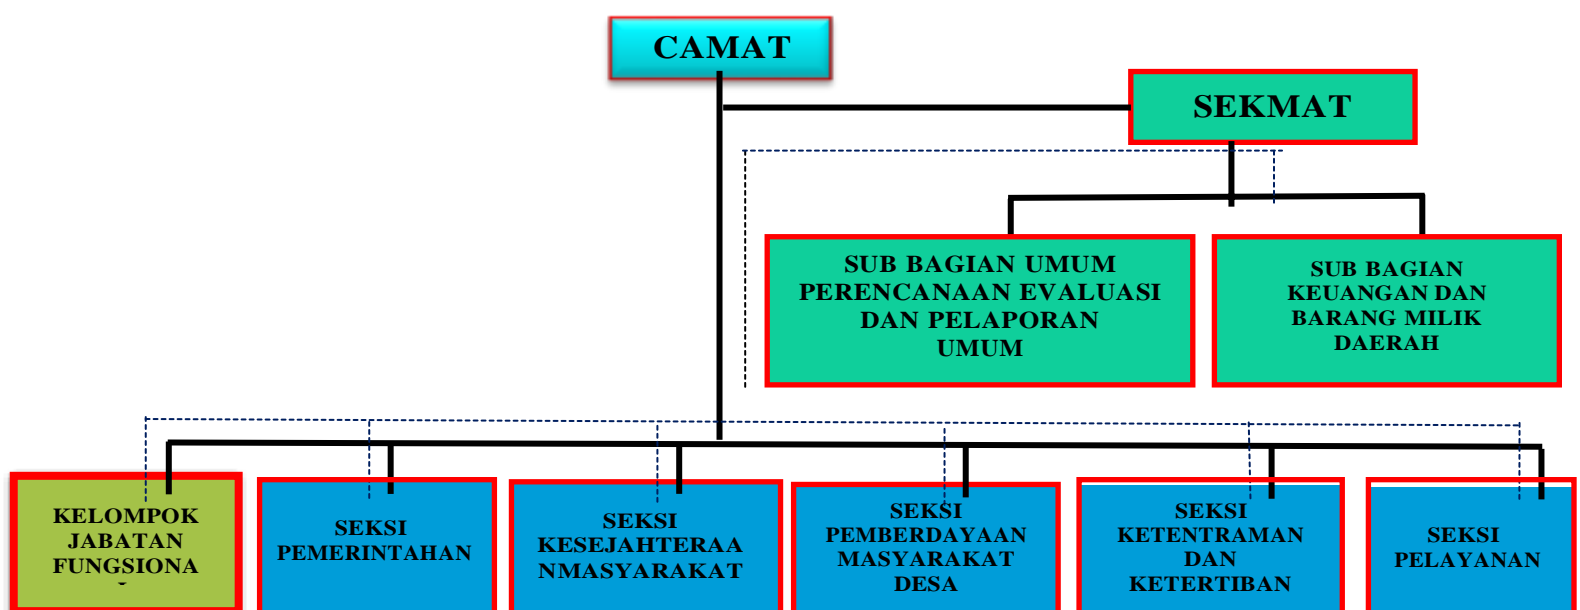 CAMAT
SEKMAT
SUB BAGIAN UMUM
PERENCANAAN EVALUASI
DAN PELAPORAN
UMUM
SUB BAGIAN
KEUANGAN DAN
BARANG MILIK
DAERAH
KELOMPOK
JABATAN
FUNGSIONA
SEKSI
PEMERINTAHAN
SEKSI
KESEJAHTERAA
NMASYARAKAT
SEKSI
PEMBERDAYAAN
MASYARAKAT
DESA
SEKSI
KETENTRAMAN
DAN
KETERTIBAN
SEKSI
PELAYANAN